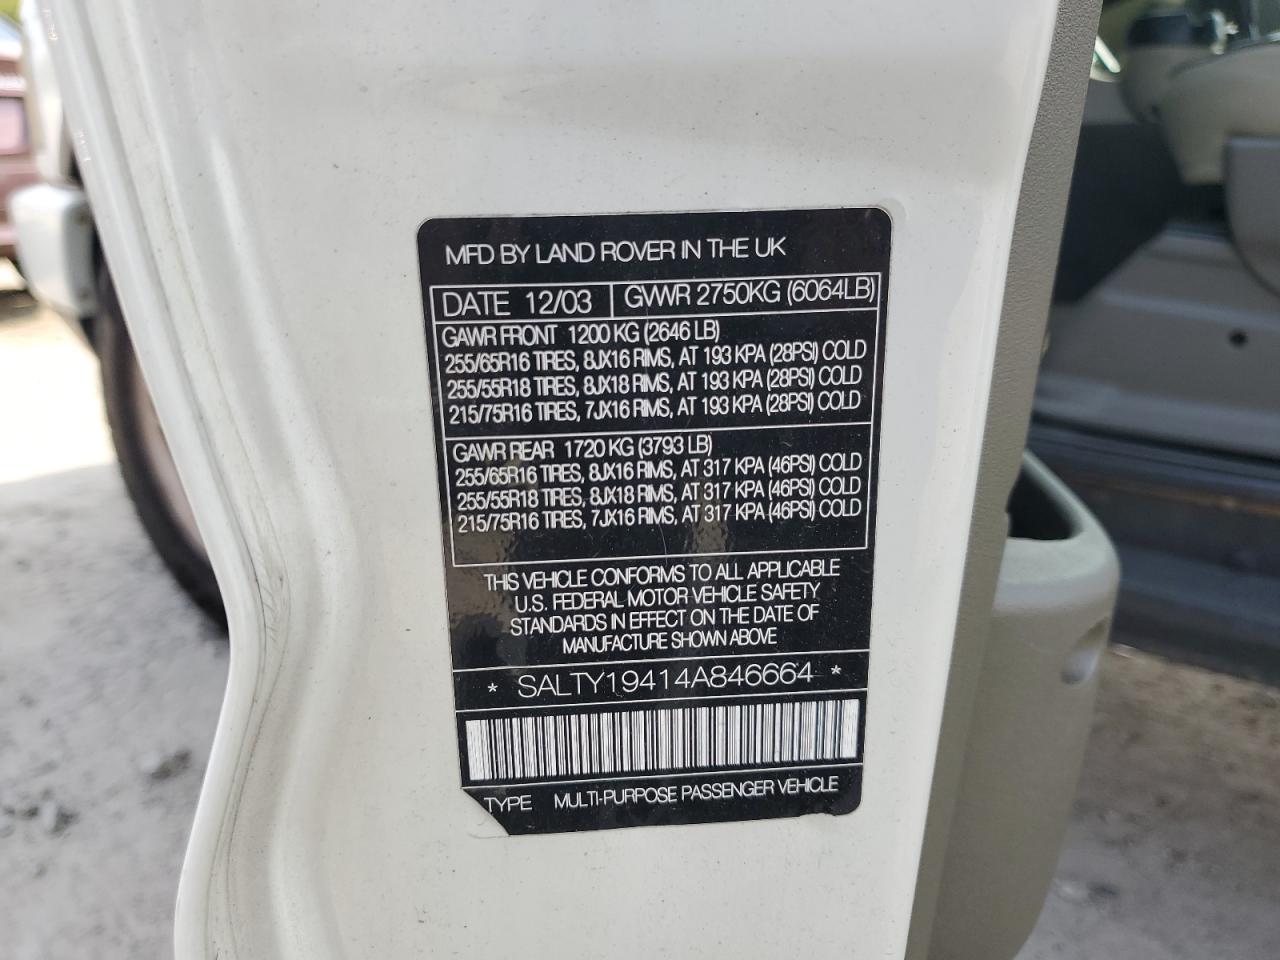 MFD BY LAND ROVER IN THE UK
DATE 12/03 GVWR 2750KG (6064LB)
GAWR FRONT 1200 KG (2646 LB)
255/65R16 TIRES, 8JX16 RIMS, AT 193 KPA (28PSI) COLD
255/55R18 TIRES, 8JX18 RIMS, AT 193 KPA (28PSI) COLD
215/75R16 TIRES, 7JX16 RIMS, AT 193 KPA (28PSI) COLD
GAWR REAR 1720 KG (3793 LB)
255/65R16 TIRES, 8JX16 RIMS, AT 317 KPA (46PSI) COLD
255/55R18 TIRES, 8JX18 RIMS, AT 317 KPA (46PSI) COLD
215/75R16 TIRES, 7JX16 RIMS, AT 317 KPA (46PSI) COLD
THIS VEHICLE CONFORMS TO ALL APPLICABLE
U.S. FEDERAL MOTOR VEHICLE SAFETY
STANDARDS IN EFFECT ON THE DATE OF
MANUFACTURE SHOWN ABOVE
* SALTY19414A846664 *
TYPE MULTI-PURPOSE PASSENGER VEHICLE